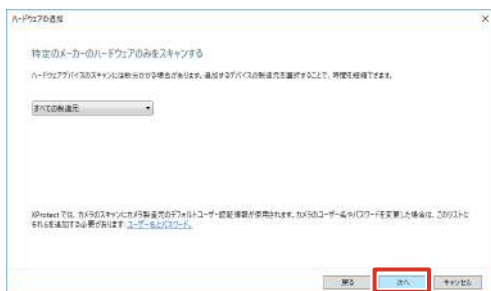 ハードウェアの追加
特定のメーカーのハードウェアのみをスキャンする
ハードウェアデバイスのスキャンには数分かかる場合があります。追加するデバイスの製造元を選択することで、時間を短縮できます。
すべての製造元
XProtect では、カメラのスキャンにカメラ製造元のデフォルトユーザー認証情報が使用されます。カメラのユーザー名やパスワードを変更した場合は、このリストに
それらを追加する必要があります: ユーザー名とパスワード。
戻る 次へ キャンセル